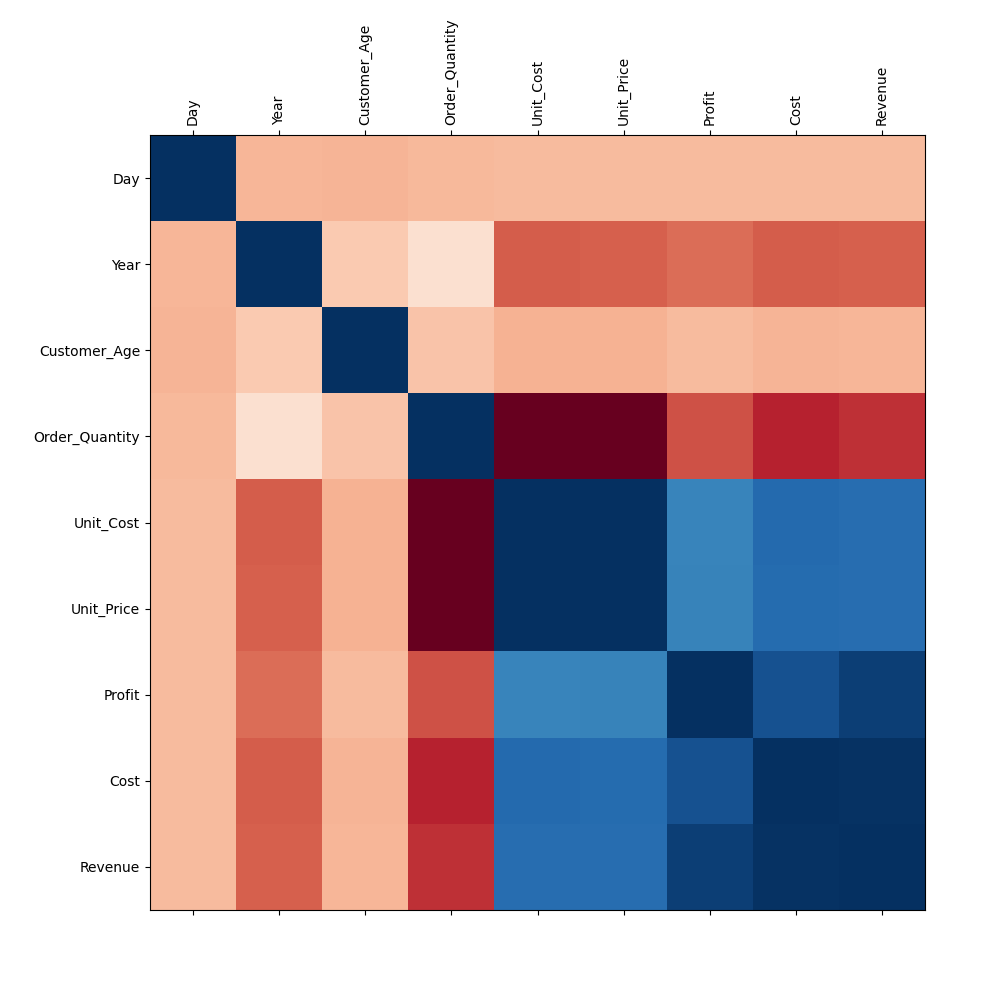 Day
Year
Customer_Age
Order_Quantity
Unit_Cost
Unit_Price
Profit
Cost
Revenue
Day
Year
Customer_Age
Order_Quantity
Unit_Cost
Unit_Price
Profit
Cost
Revenue